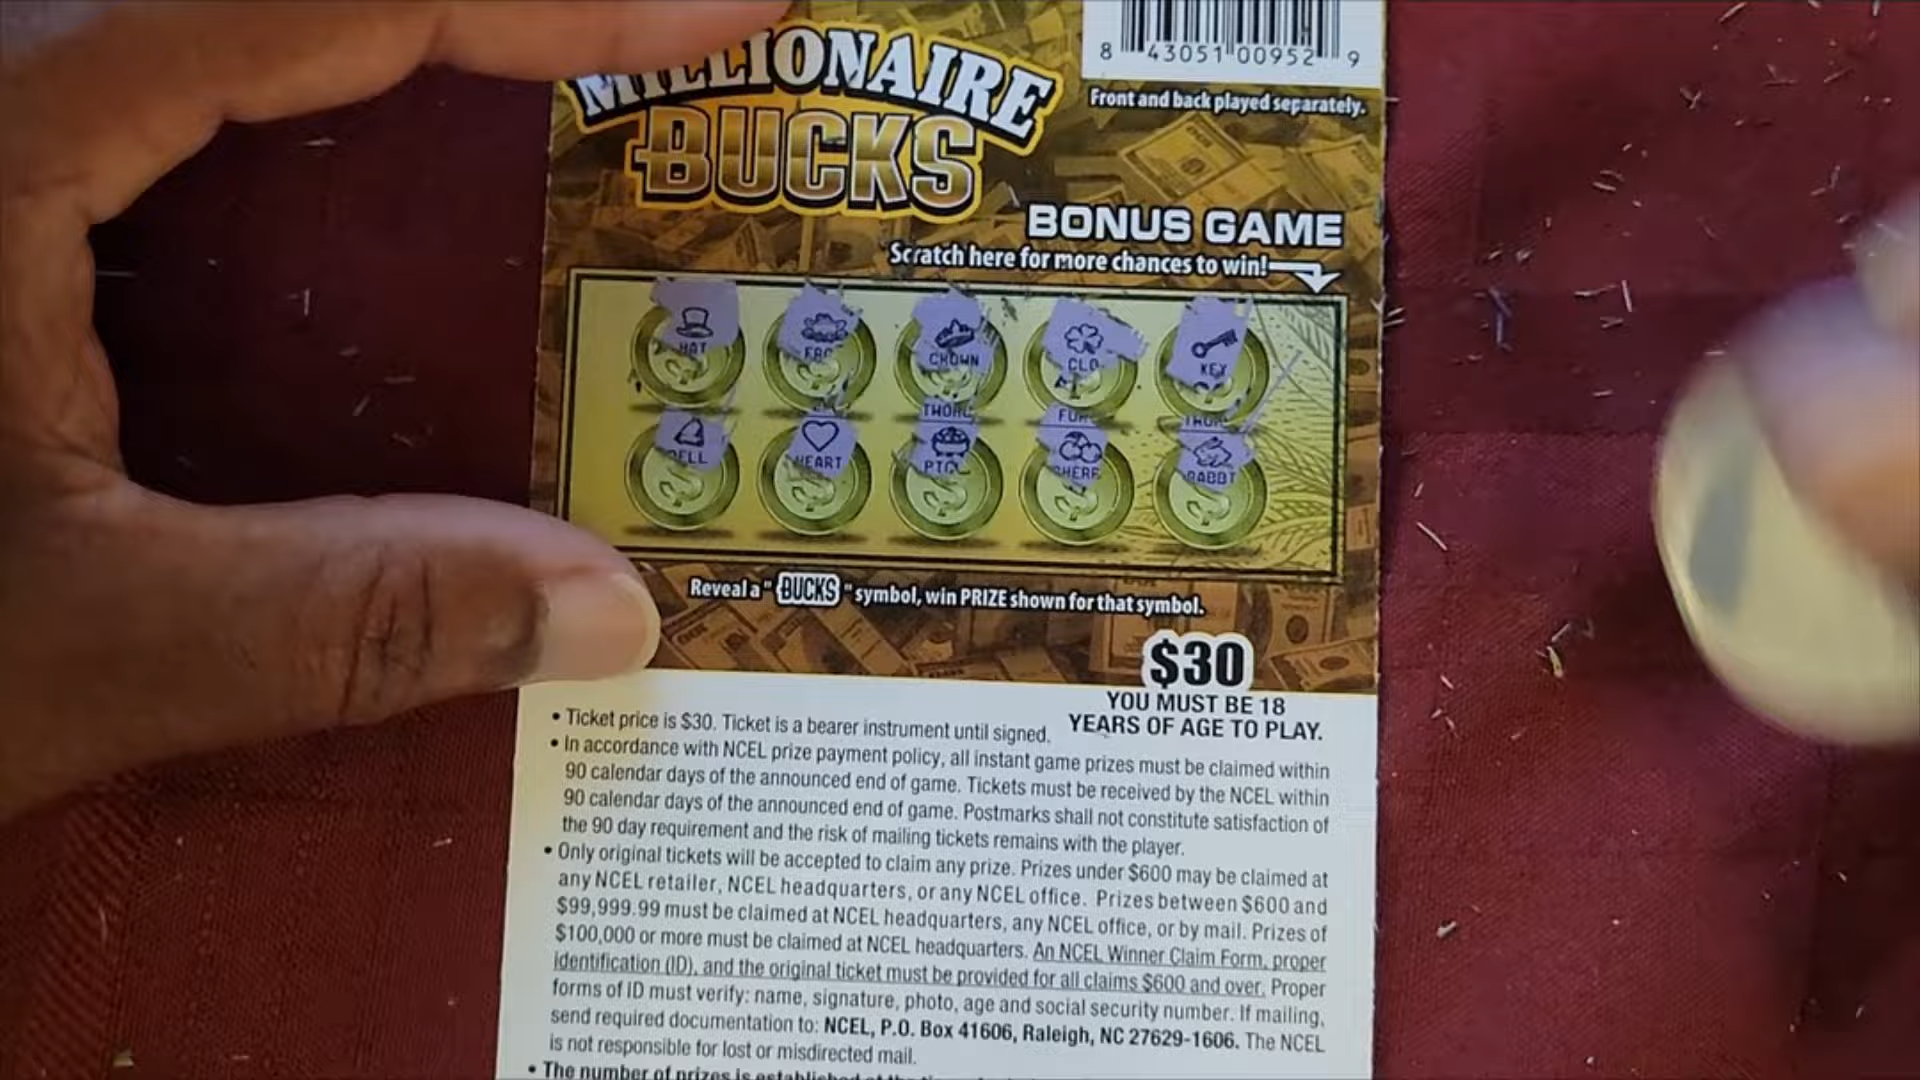 MILLIONAIRE
BUCKS
8 43051 00952 9
Front and back played separately.
BONUS GAME
Scratch here for more chances to win!
HAT
CROWN
CLO
KEY
THOR
HEART
RABBT
Reveal a "BUCKS" symbol, win PRIZE shown for that symbol.
$30
YOU MUST BE 18
YEARS OF AGE TO PLAY.
• Ticket price is $30. Ticket is a bearer instrument until signed.
• In accordance with NCEL prize payment policy, all instant game prizes must be claimed within
90 calendar days of the announced end of game. Tickets must be received by the NCEL within
90 calendar days of the announced end of game. Postmarks shall not constitute satisfaction of
the 90 day requirement and the risk of mailing tickets remains with the player.
• Only original tickets will be accepted to claim any prize. Prizes under $600 may be claimed at
any NCEL retailer, NCEL headquarters, or any NCEL office. Prizes between $600 and
$99,999.99 must be claimed at NCEL headquarters, any NCEL office, or by mail. Prizes of
$100,000 or more must be claimed at NCEL headquarters. An NCEL Winner Claim Form, proper
identification (ID), and the original ticket must be provided for all claims $600 and over. Proper
forms of ID must verify: name, signature, photo, age and social security number. If mailing,
send required documentation to: NCEL, P.O. Box 41606, Raleigh, NC 27629-1606. The NCEL
is not responsible for lost or misdirected mail.
• The number of prizes is established at the